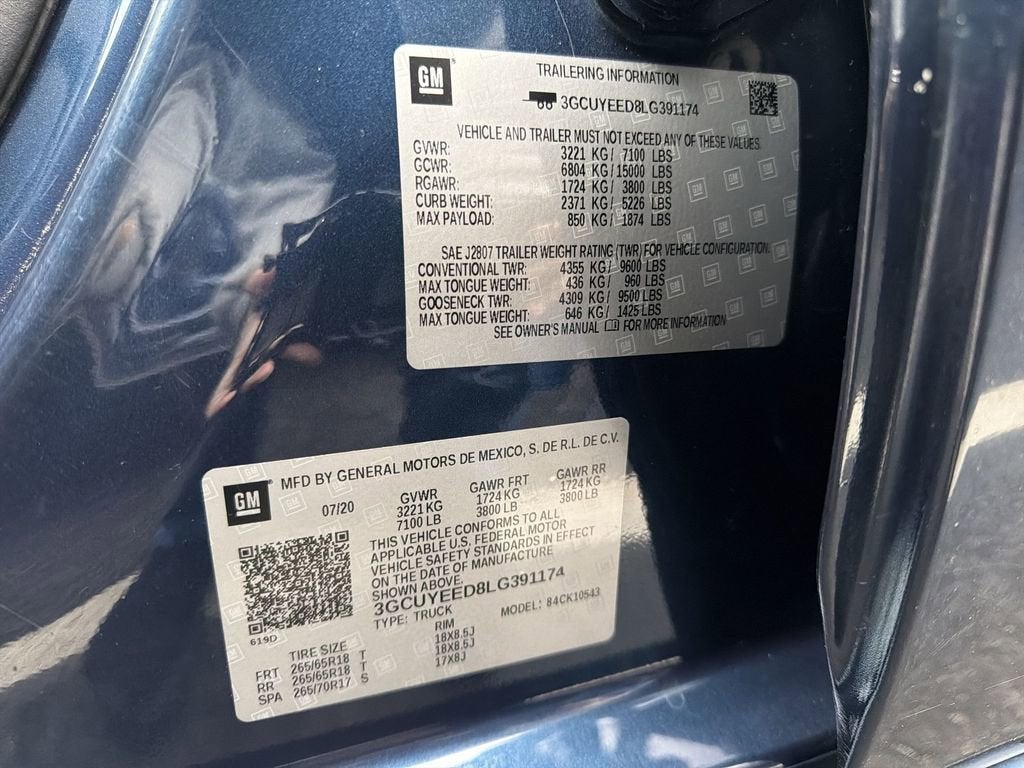 GM
TRAILERING INFORMATION
3GCUYEED8LG391174
VEHICLE AND TRAILER MUST NOT EXCEED ANY OF THESE VALUES.
GVWR: 3221 KG/ 7100 LBS
GCWR: 6804 KG/ 15000 LBS
RGAWR: 1724 KG/ 3800 LBS
CURB WEIGHT: 2371 KG/ 5226 LBS
MAX PAYLOAD: 850 KG/ 1874 LBS
SAE J2807 TRAILER WEIGHT RATING (TWR) FOR VEHICLE CONFIGURATION.
CONVENTIONAL TWR: 4355 KG/ 9600 LBS
MAX TONGUE WEIGHT: 436 KG/ 960 LBS
GOOSENECK TWR: 4309 KG/ 9500 LBS
MAX TONGUE WEIGHT: 646 KG/ 1425 LBS
SEE OWNER'S MANUAL FOR MORE INFORMATION
GM
MFD BY GENERAL MOTORS DE MEXICO, S. DE R.L. DE C.V.
07/20
GVWR GAWR FRT GAWR RR
3221 KG 1724 KG 1724 KG
7100 LB 3800 LB 3800 LB
THIS VEHICLE CONFORMS TO ALL
APPLICABLE U.S. FEDERAL MOTOR
VEHICLE SAFETY STANDARDS IN EFFECT
ON THE DATE OF MANUFACTURE
SHOWN ABOVE.
3GCUYEED8LG391174
TYPE: TRUCK MODEL: 84CK10543
619D
TIRE SIZE RIM
FRT 265/65R18 T 18X8.5J
RR 265/65R18 T 18X8.5J
SPA 265/70R17 S 17X8J